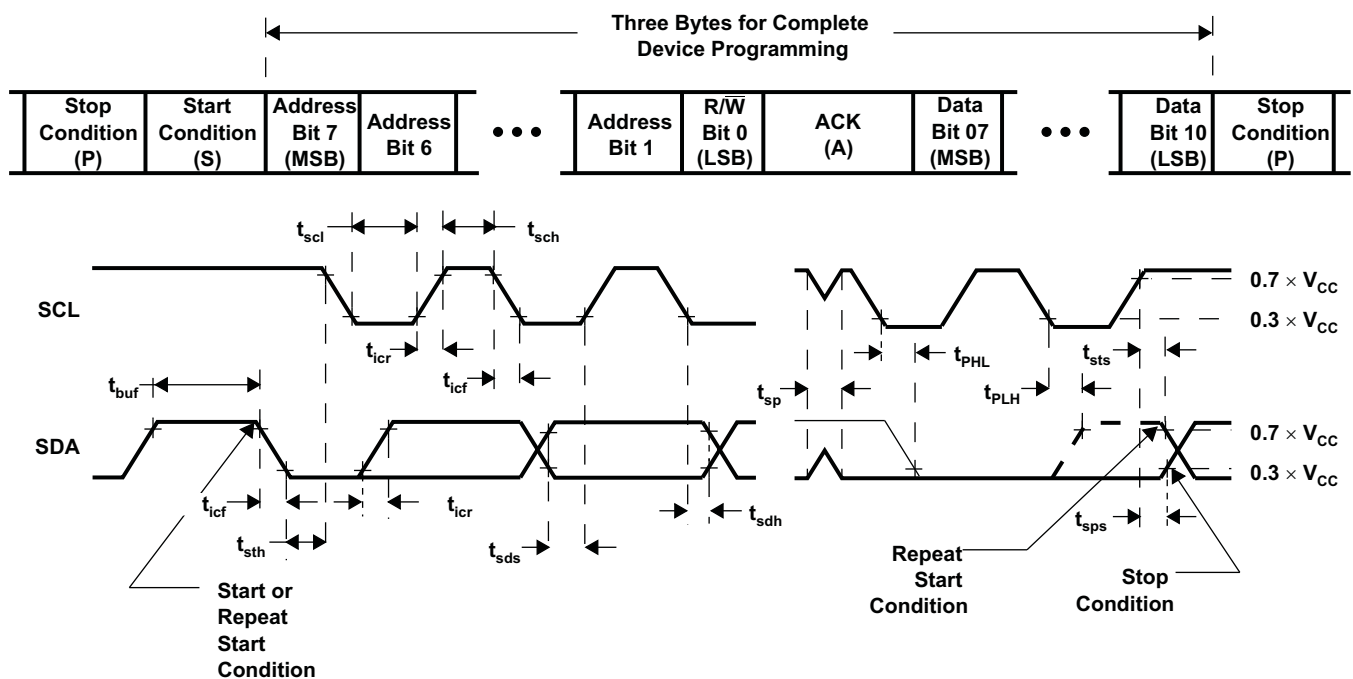 Three Bytes for Complete
Device Programming
Stop
Condition
(P)
Start
Condition
(S)
Address
Bit 7
(MSB)
Address
Bit 6
•••
Address
Bit 1
R/W̅
Bit 0
(LSB)
ACK
(A)
Data
Bit 07
(MSB)
•••
Data
Bit 10
(LSB)
Stop
Condition
(P)
tscl
tsch
SCL
0.7 × VCC
0.3 × VCC
ticr
tPHL
tsts
tbuf
ticf
tsp
tPLH
SDA
0.7 × VCC
0.3 × VCC
ticf
ticr
tsdh
tsth
tsds
tsps
Start or
Repeat
Start
Condition
Repeat
Start
Condition
Stop
Condition